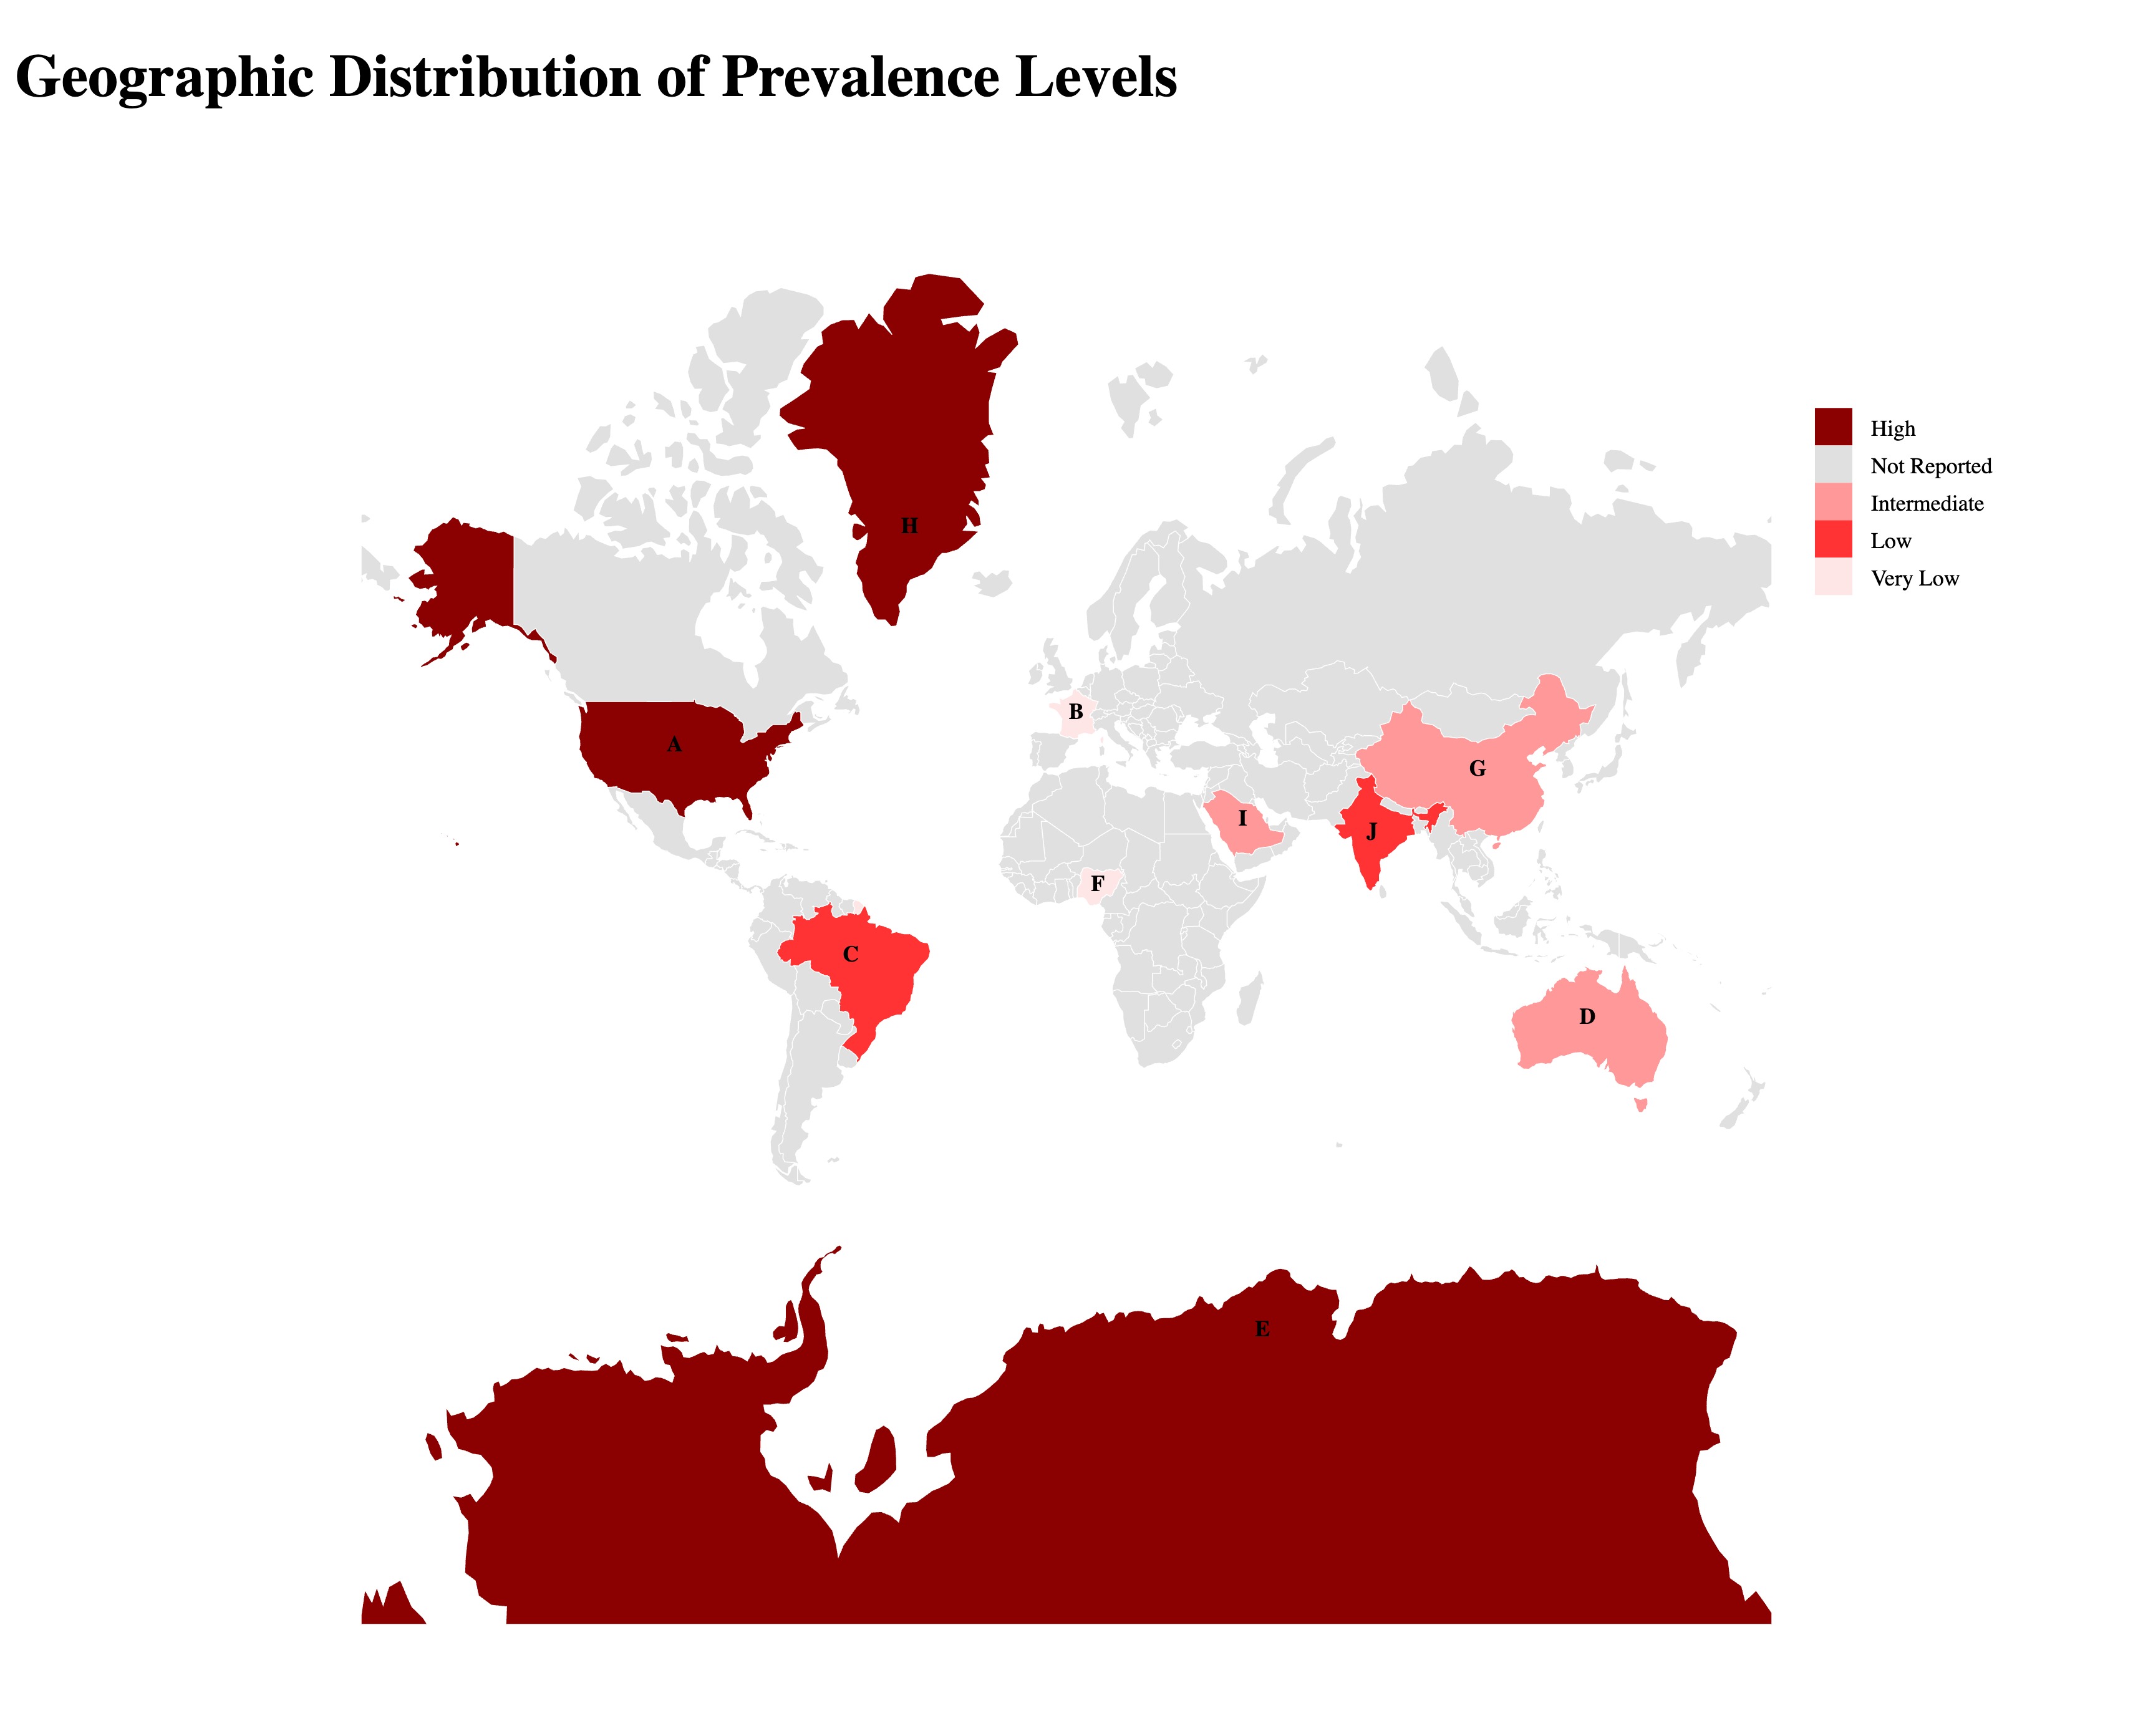 Geographic Distribution of Prevalence Levels
High
Not Reported
Intermediate
Low
Very Low
H
A
B
G
I
J
F
C
D
E